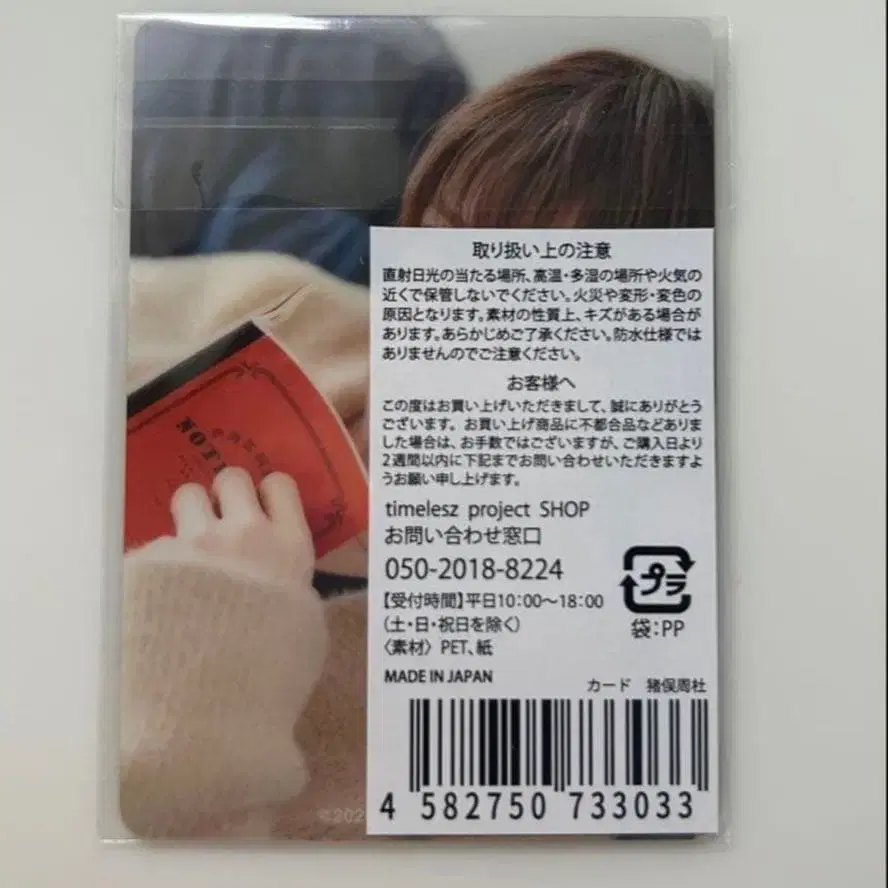 NOTE
取り扱い上の注意
直射日光の当たる場所、高温・多湿の場所や火気の
近くで保管しないでください。火災や変形・変色の
原因となります。素材の性質上、キズがある場合が
あります。あらかじめご了承ください。防水仕様では
ありませんのでご注意ください。
お客様へ
この度はお買い上げいただきまして、誠にありがとう
ございます。お買い上げ商品に不都合品などありま
した場合は、お手数ではございますが、ご購入日より
2週間以内に下記までお問い合わせいただきますよ
うお願い申し上げます。
timelesz project SHOP
お問い合わせ窓口
050-2018-8224
【受付時間】平日10:00～18:00
(土・日・祝日を除く)
〈素材〉PET、紙
プラ
袋:PP
MADE IN JAPAN
カード 猪俣周杜
4 582750 733033